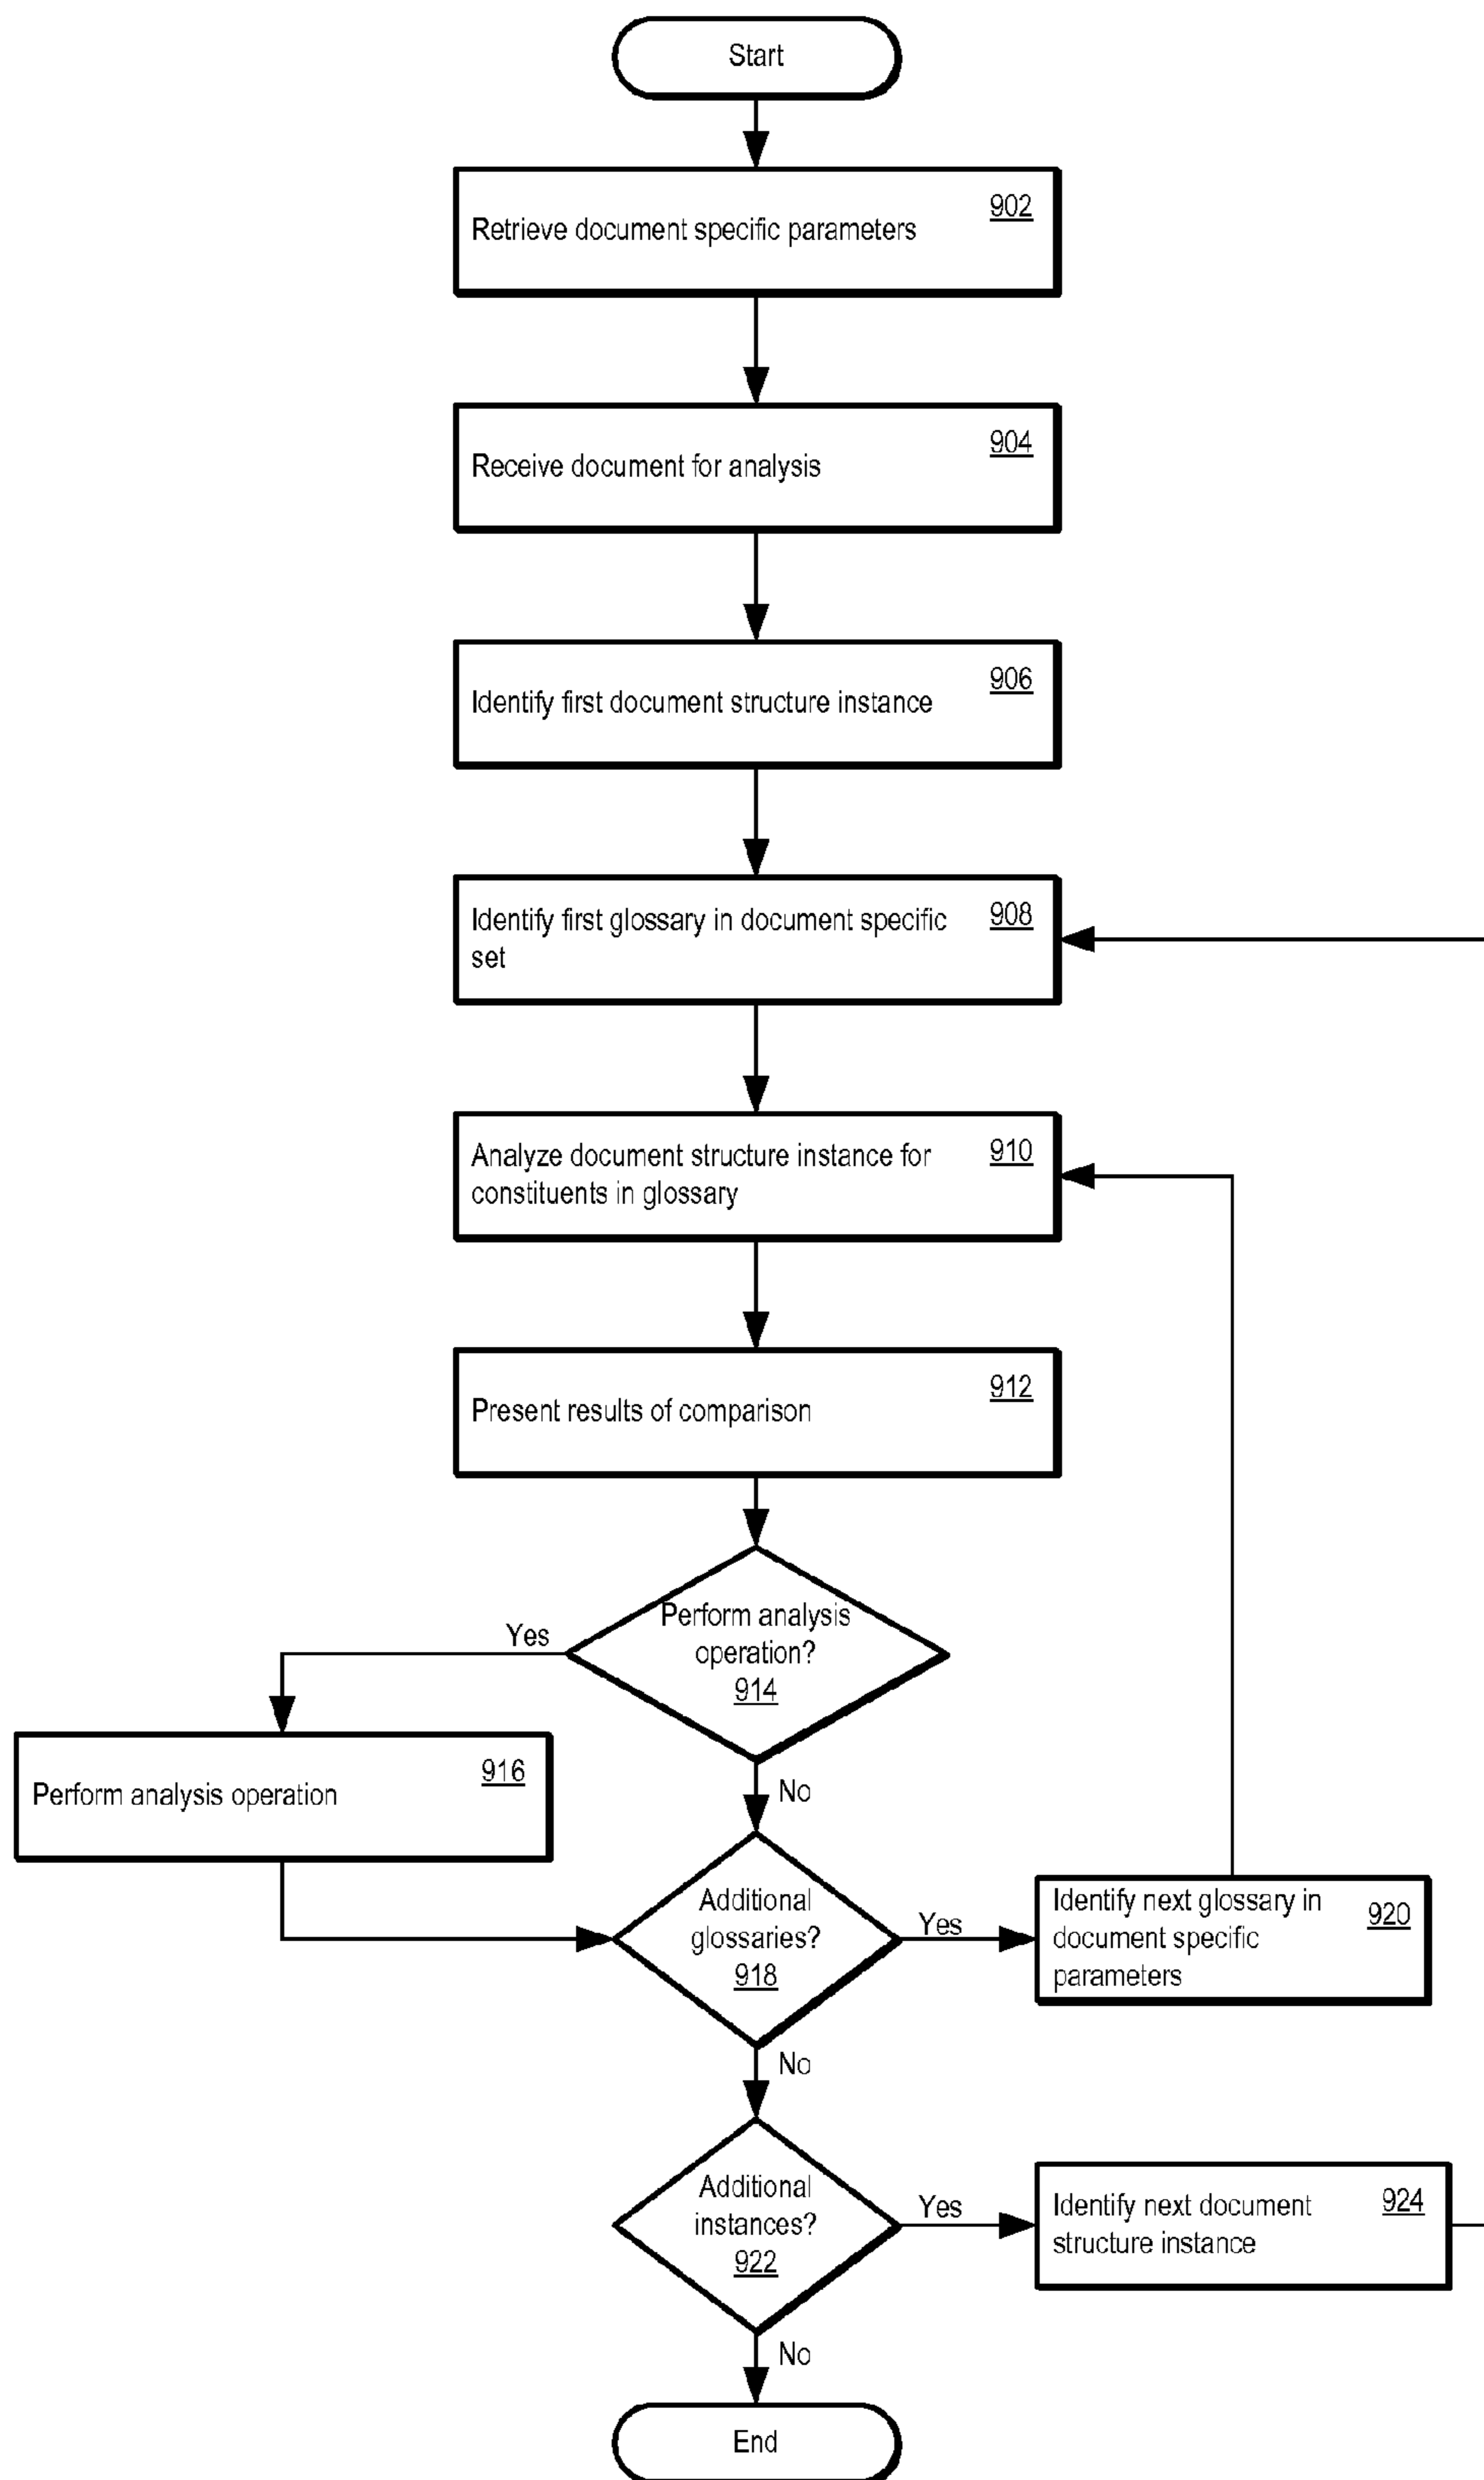 Start
Retrieve document specific parameters
902
Receive document for analysis
904
Identify first document structure instance
906
Identify first glossary in document specific
set
908
Analyze document structure instance for
constituents in glossary
910
Present results of comparison
912
Perform analysis
operation?
914
Yes
No
Perform analysis operation
916
Additional
glossaries?
918
Yes
No
Identify next glossary in
document specific
parameters
920
Additional
instances?
922
Yes
No
Identify next document
structure instance
924
End